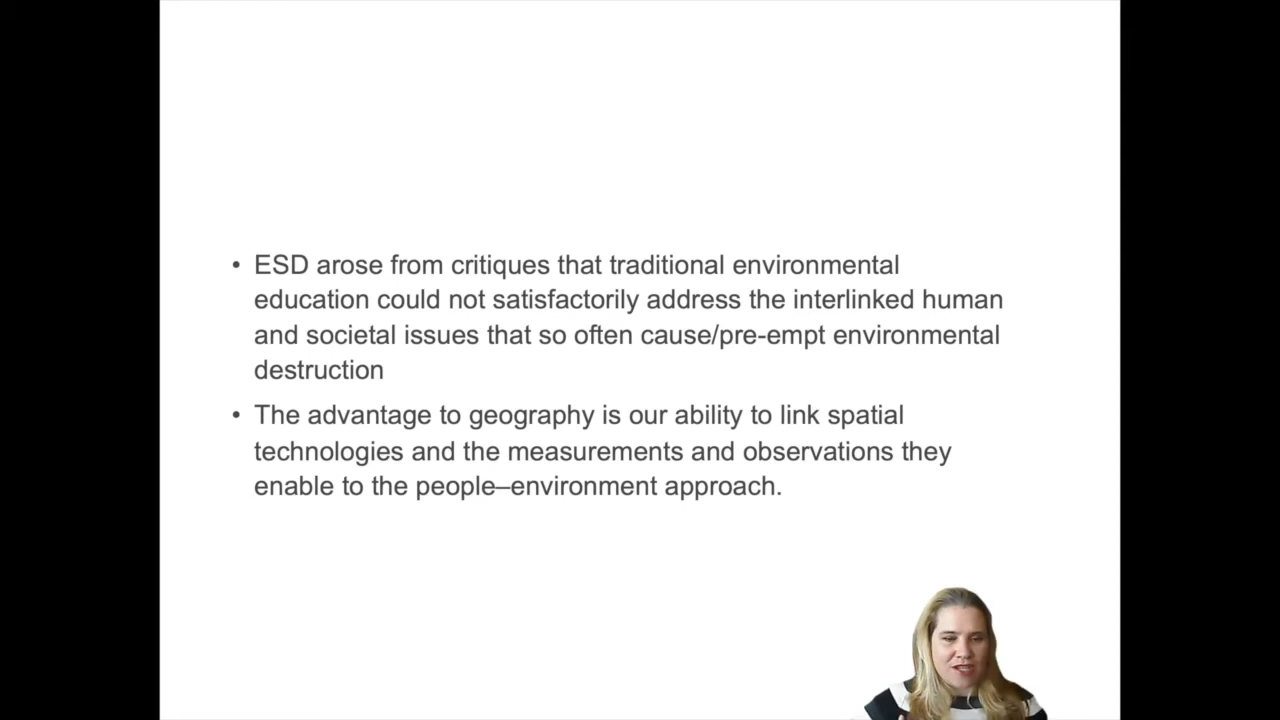 • ESD arose from critiques that traditional environmental
education could not satisfactorily address the interlinked human
and societal issues that so often cause/pre-empt environmental
destruction
• The advantage to geography is our ability to link spatial
technologies and the measurements and observations they
enable to the people–environment approach.